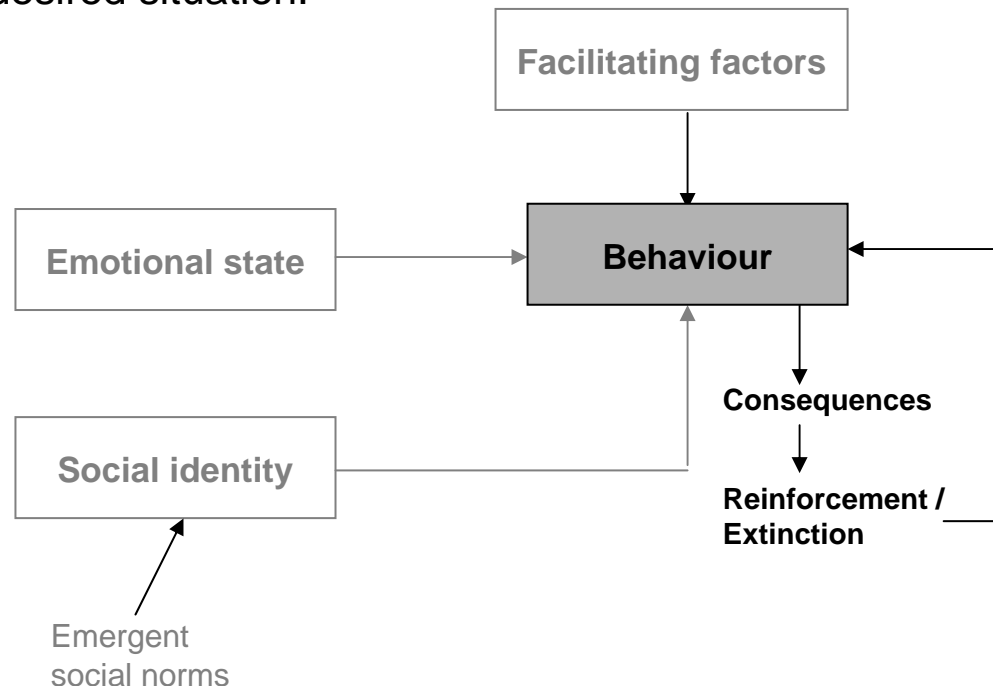 desired situation.
Facilitating factors
Emotional state
Behaviour
Consequences
Social identity
Reinforcement /
Extinction
Emergent
social norms